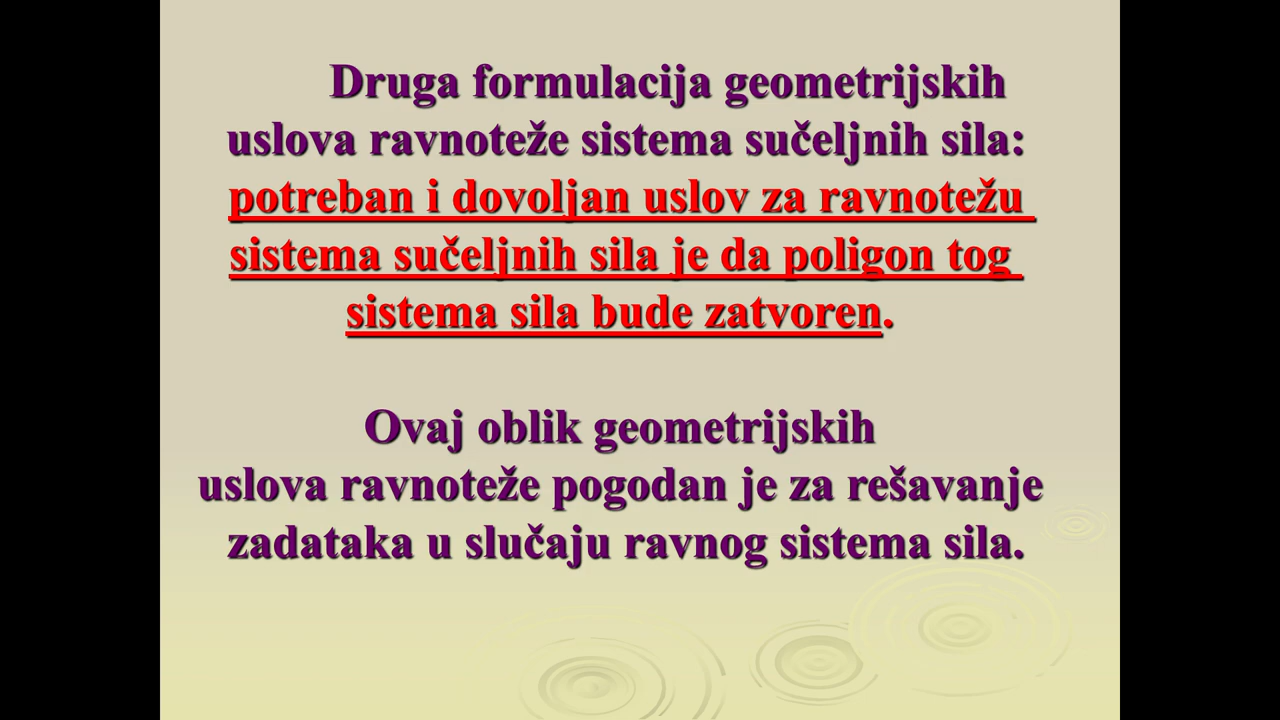 Druga formulacija geometrijskih
uslova ravnoteže sistema sučeljnih sila:
potreban i dovoljan uslov za ravnotežu
sistema sučeljnih sila je da poligon tog
sistema sila bude zatvoren.
Ovaj oblik geometrijskih
uslova ravnoteže pogodan je za rešavanje
zadataka u slučaju ravnog sistema sila.